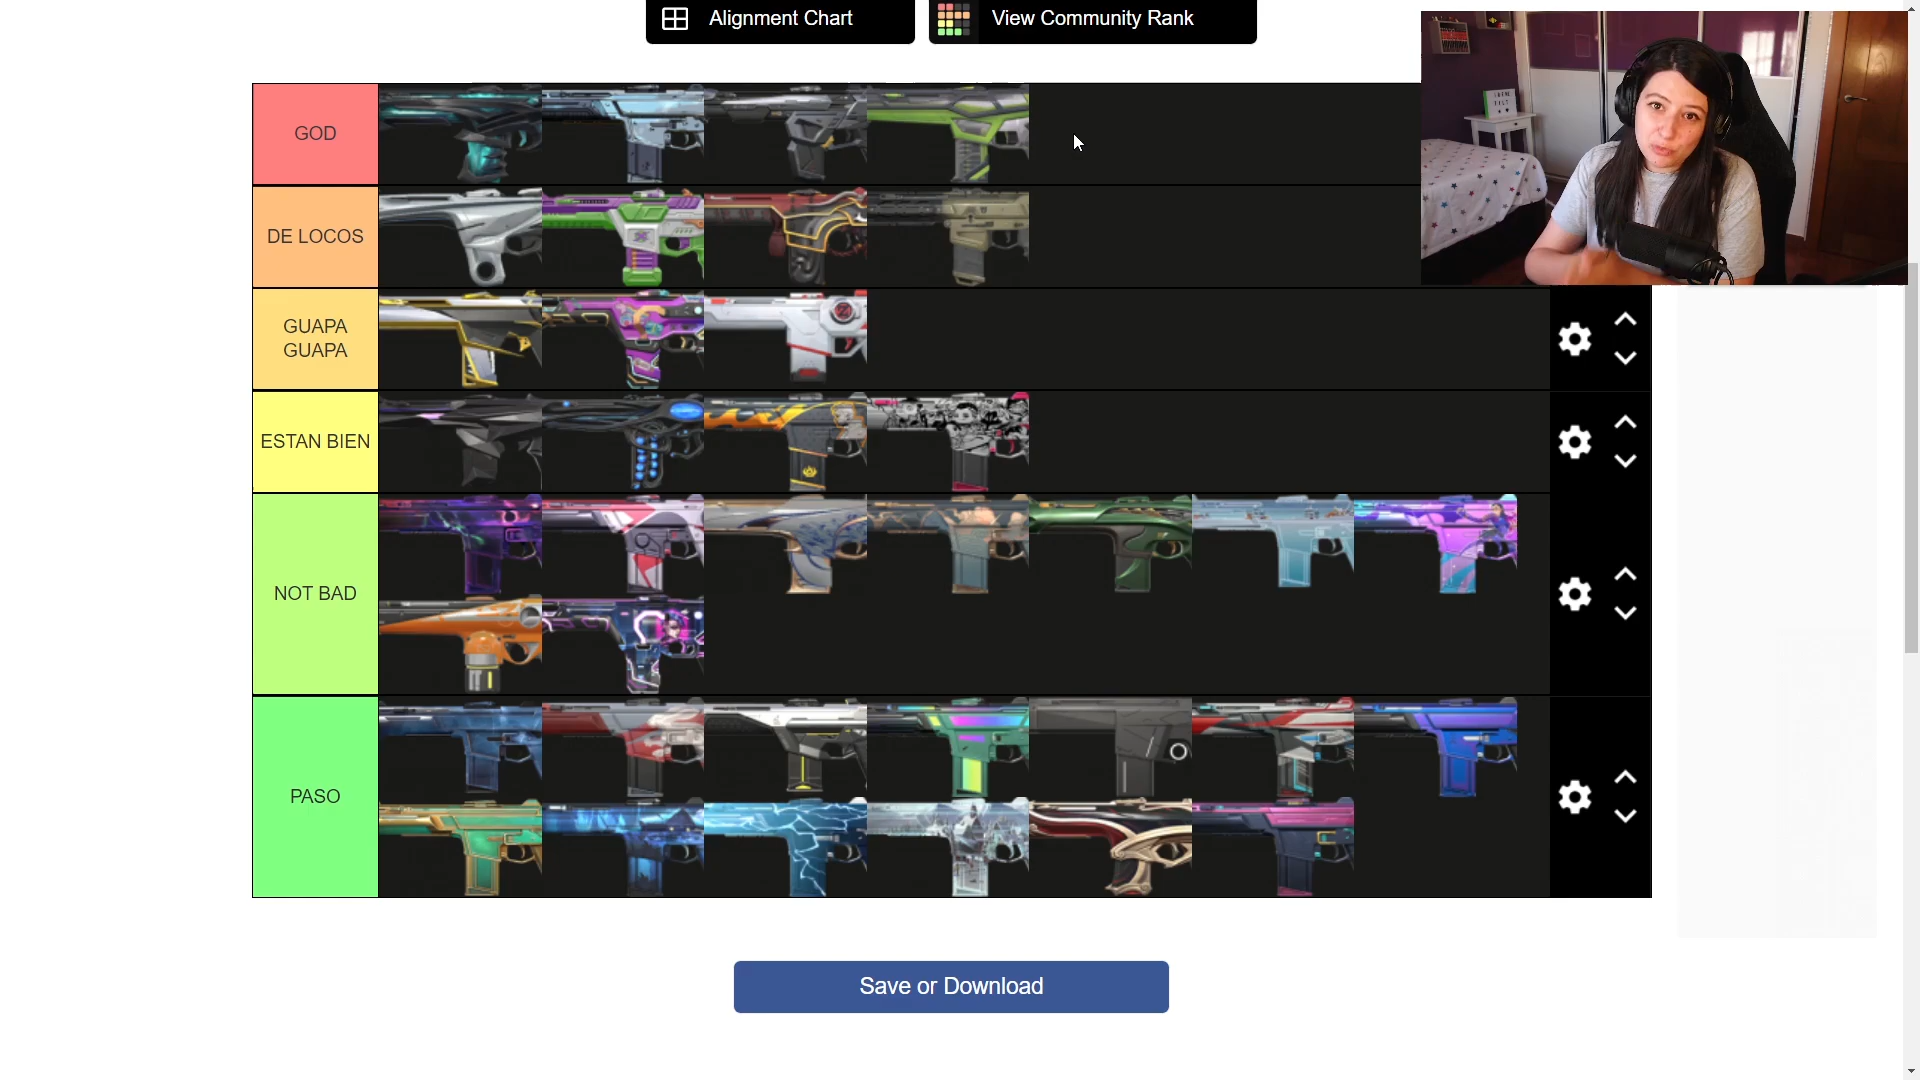 Alignment Chart
View Community Rank
GOD
DE LOCOS
GUAPA
GUAPA
ESTAN BIEN
NOT BAD
PASO
Save or Download